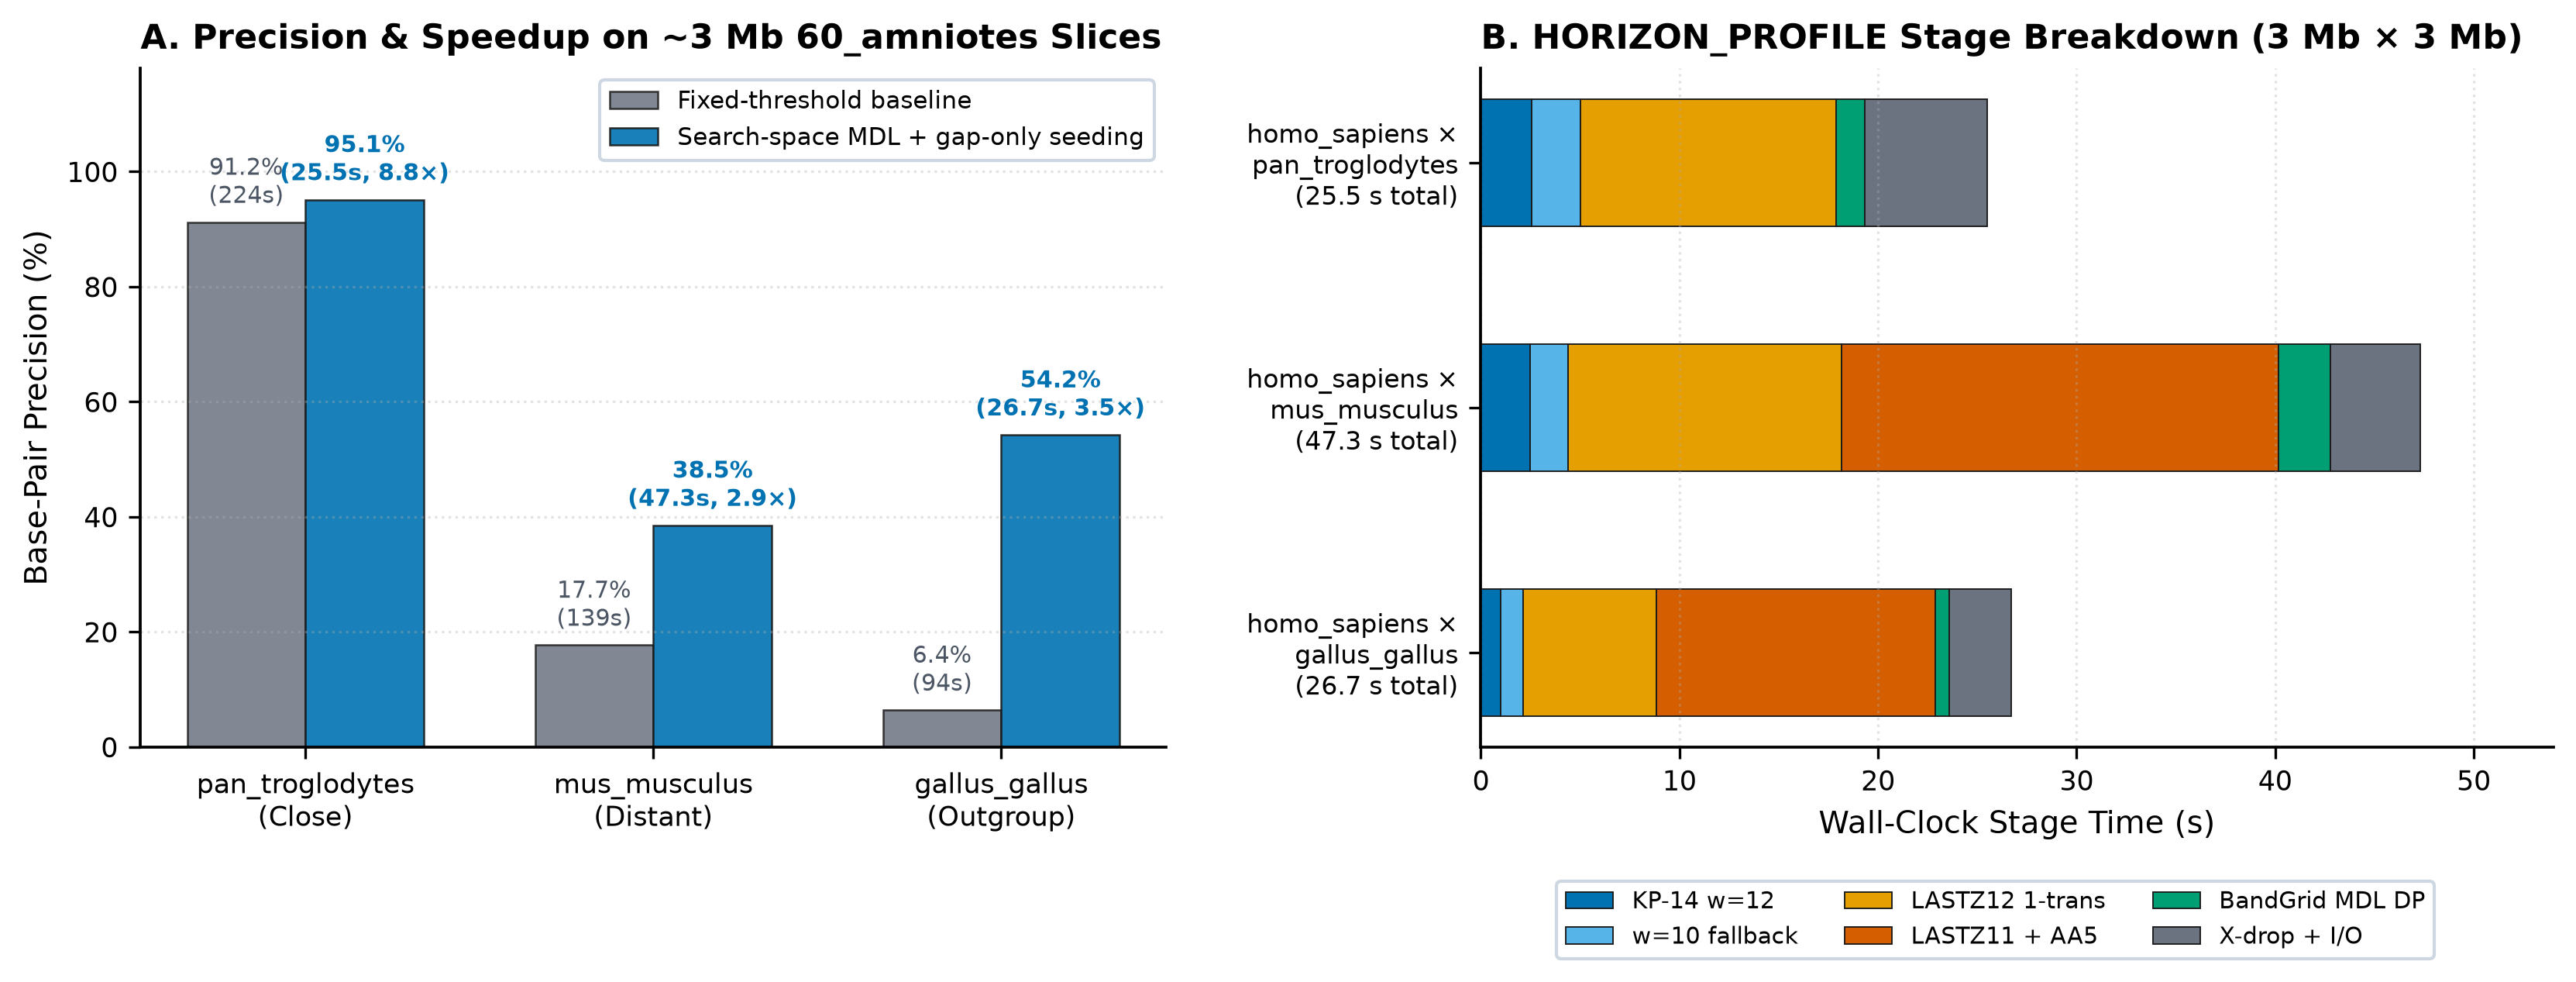 A. Precision & Speedup on ~3 Mb 60_amniotes Slices
Fixed-threshold baseline
Search-space MDL + gap-only seeding
Base-Pair Precision (%)
100
80
60
40
20
0
91.2%
(224s)
95.1%
(25.5s, 8.8×)
17.7%
(139s)
38.5%
(47.3s, 2.9×)
6.4%
(94s)
54.2%
(26.7s, 3.5×)
pan_troglodytes
(Close)
mus_musculus
(Distant)
gallus_gallus
(Outgroup)
B. HORIZON_PROFILE Stage Breakdown (3 Mb × 3 Mb)
homo_sapiens ×
pan_troglodytes
(25.5 s total)
homo_sapiens ×
mus_musculus
(47.3 s total)
homo_sapiens ×
gallus_gallus
(26.7 s total)
0 10 20 30 40 50
Wall-Clock Stage Time (s)
KP-14 w=12
w=10 fallback
LASTZ12 1-trans
LASTZ11 + AA5
BandGrid MDL DP
X-drop + I/O